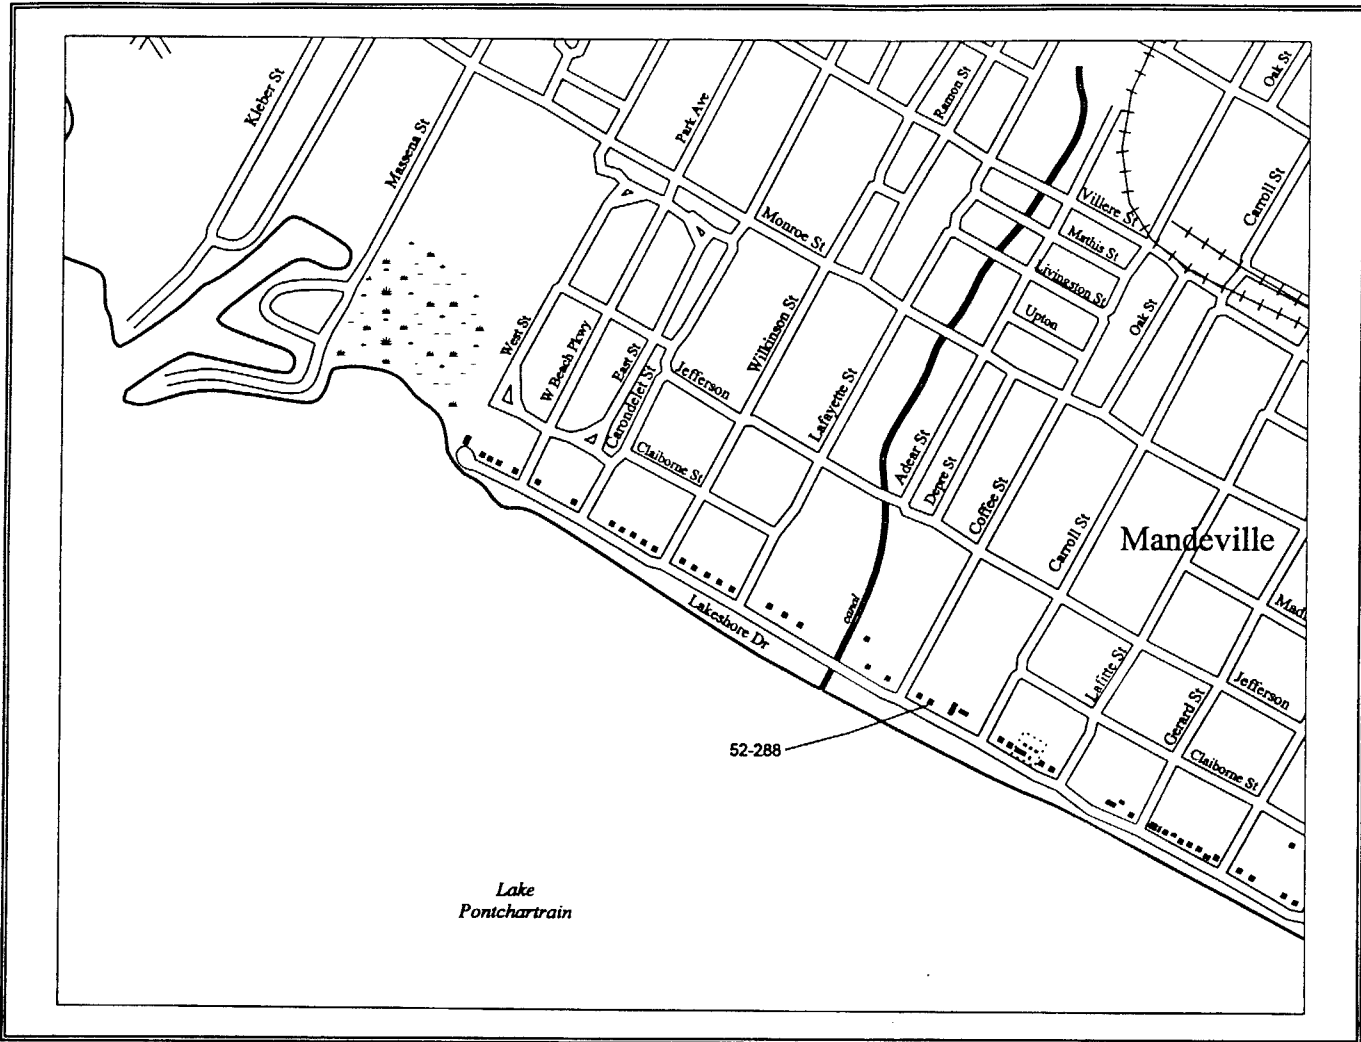 Kleber St
Massena St
Park Ave
Ramon St
Oak St
Carroll St
Villere St
Mathis St
Livingston St
Upton
Oak St
Monroe St
West St
W Beach Pkwy
East St
Carondelet St
Jefferson
Wilkinson St
Lafayette St
Claiborne St
Adear St
Depre St
Coffee St
Carroll St
Mandeville
Mad
canal
Lakeshore Dr
Lafitte St
Gerard St
Jefferson
Claiborne St
52-288
Lake
Pontchartrain